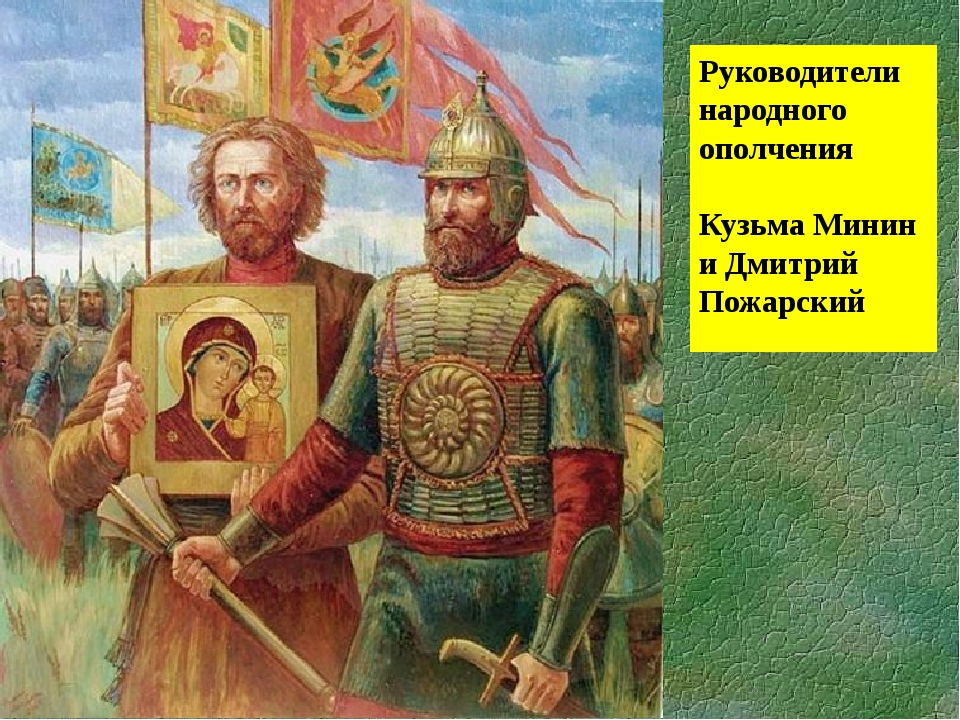 Руководители
народного
ополчения
Кузьма Минин
и Дмитрий
Пожарский